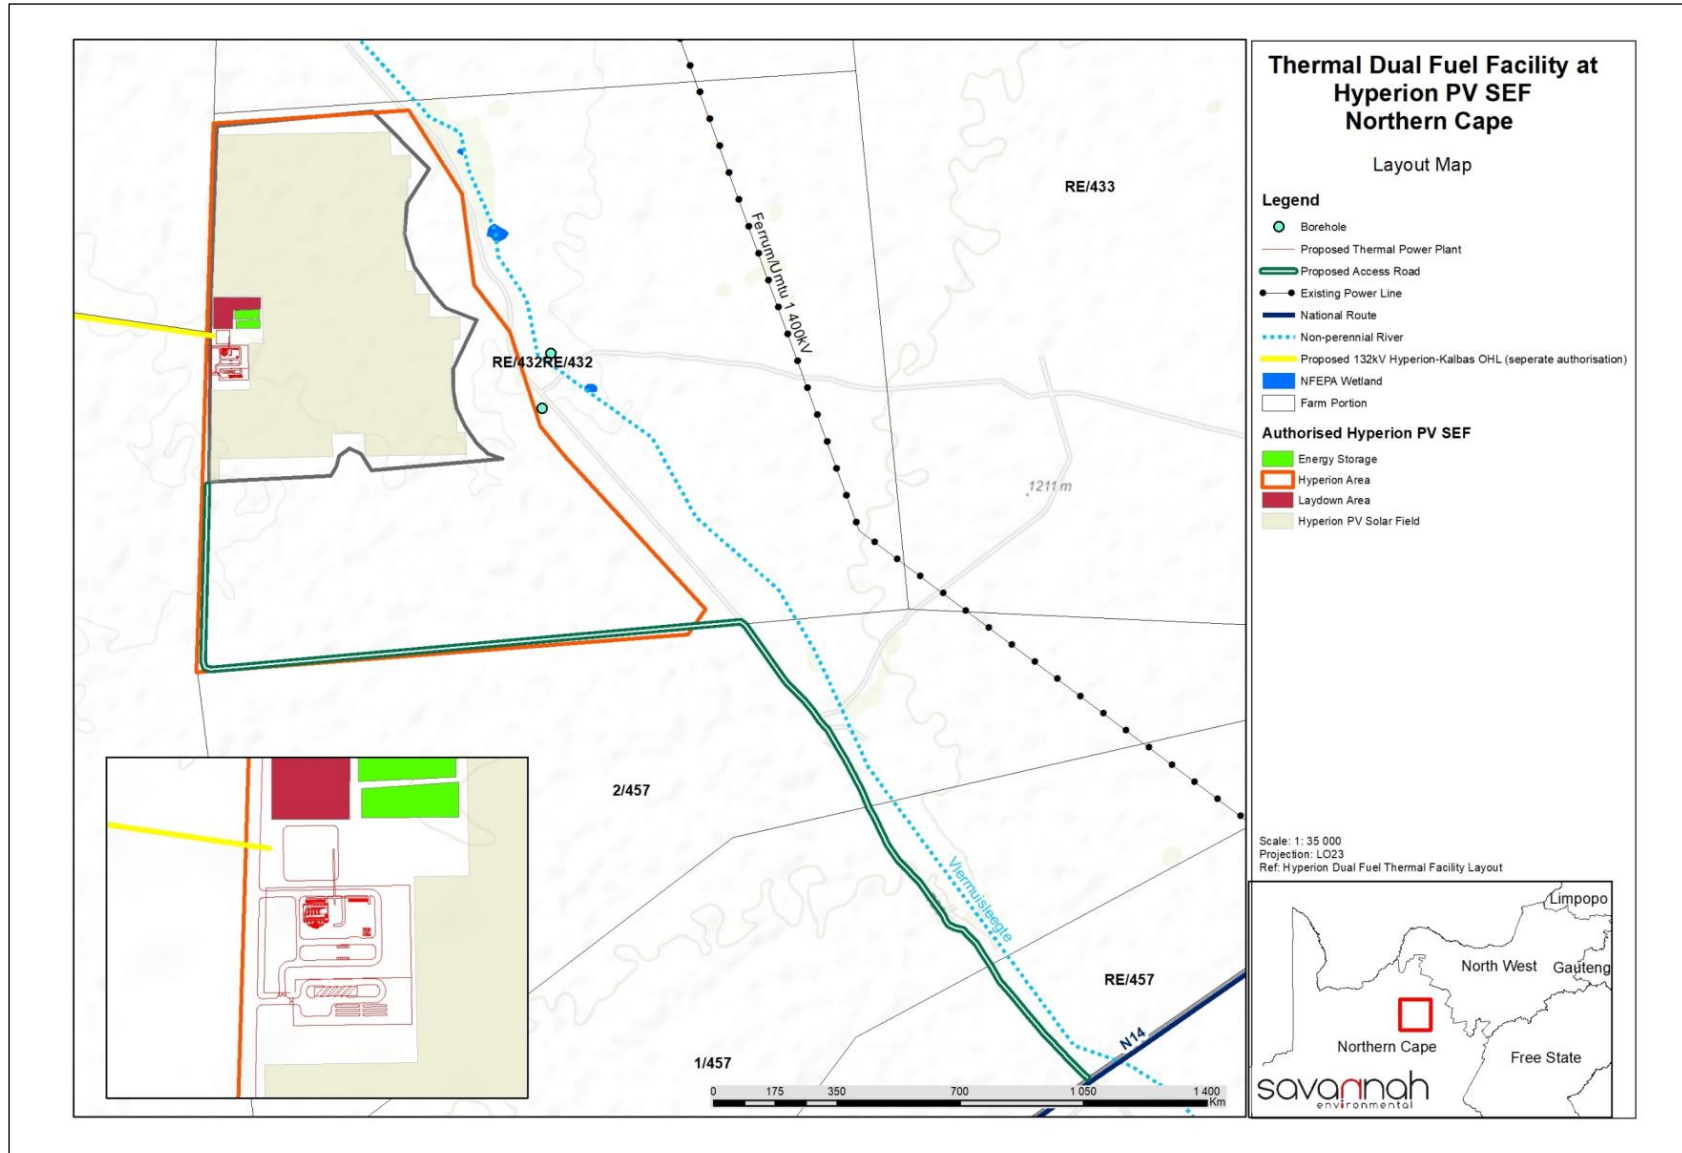 Thermal Dual Fuel Facility at
Hyperion PV SEF
Northern Cape
Layout Map
Legend
Borehole
Proposed Thermal Power Plant
Proposed Access Road
Existing Power Line
National Route
Non-perennial River
Proposed 132kV Hyperion-Kalbas OHL (seperate authorisation)
NFEPA Wetland
Farm Portion
Authorised Hyperion PV SEF
Energy Storage
Hyperion Area
Laydown Area
Hyperion PV Solar Field
RE/433
Ferrum/Umtu 1 400kV
RE/432RE/432
1211 m
2/457
Vlermuisleegte
RE/457
N14
1/457
0 175 350 700 1 050 1 400
Km
Scale: 1: 35 000
Projection: LO23
Ref: Hyperion Dual Fuel Thermal Facility Layout
Limpopo
North West
Gauteng
Northern Cape
Free State
savannah
environmental